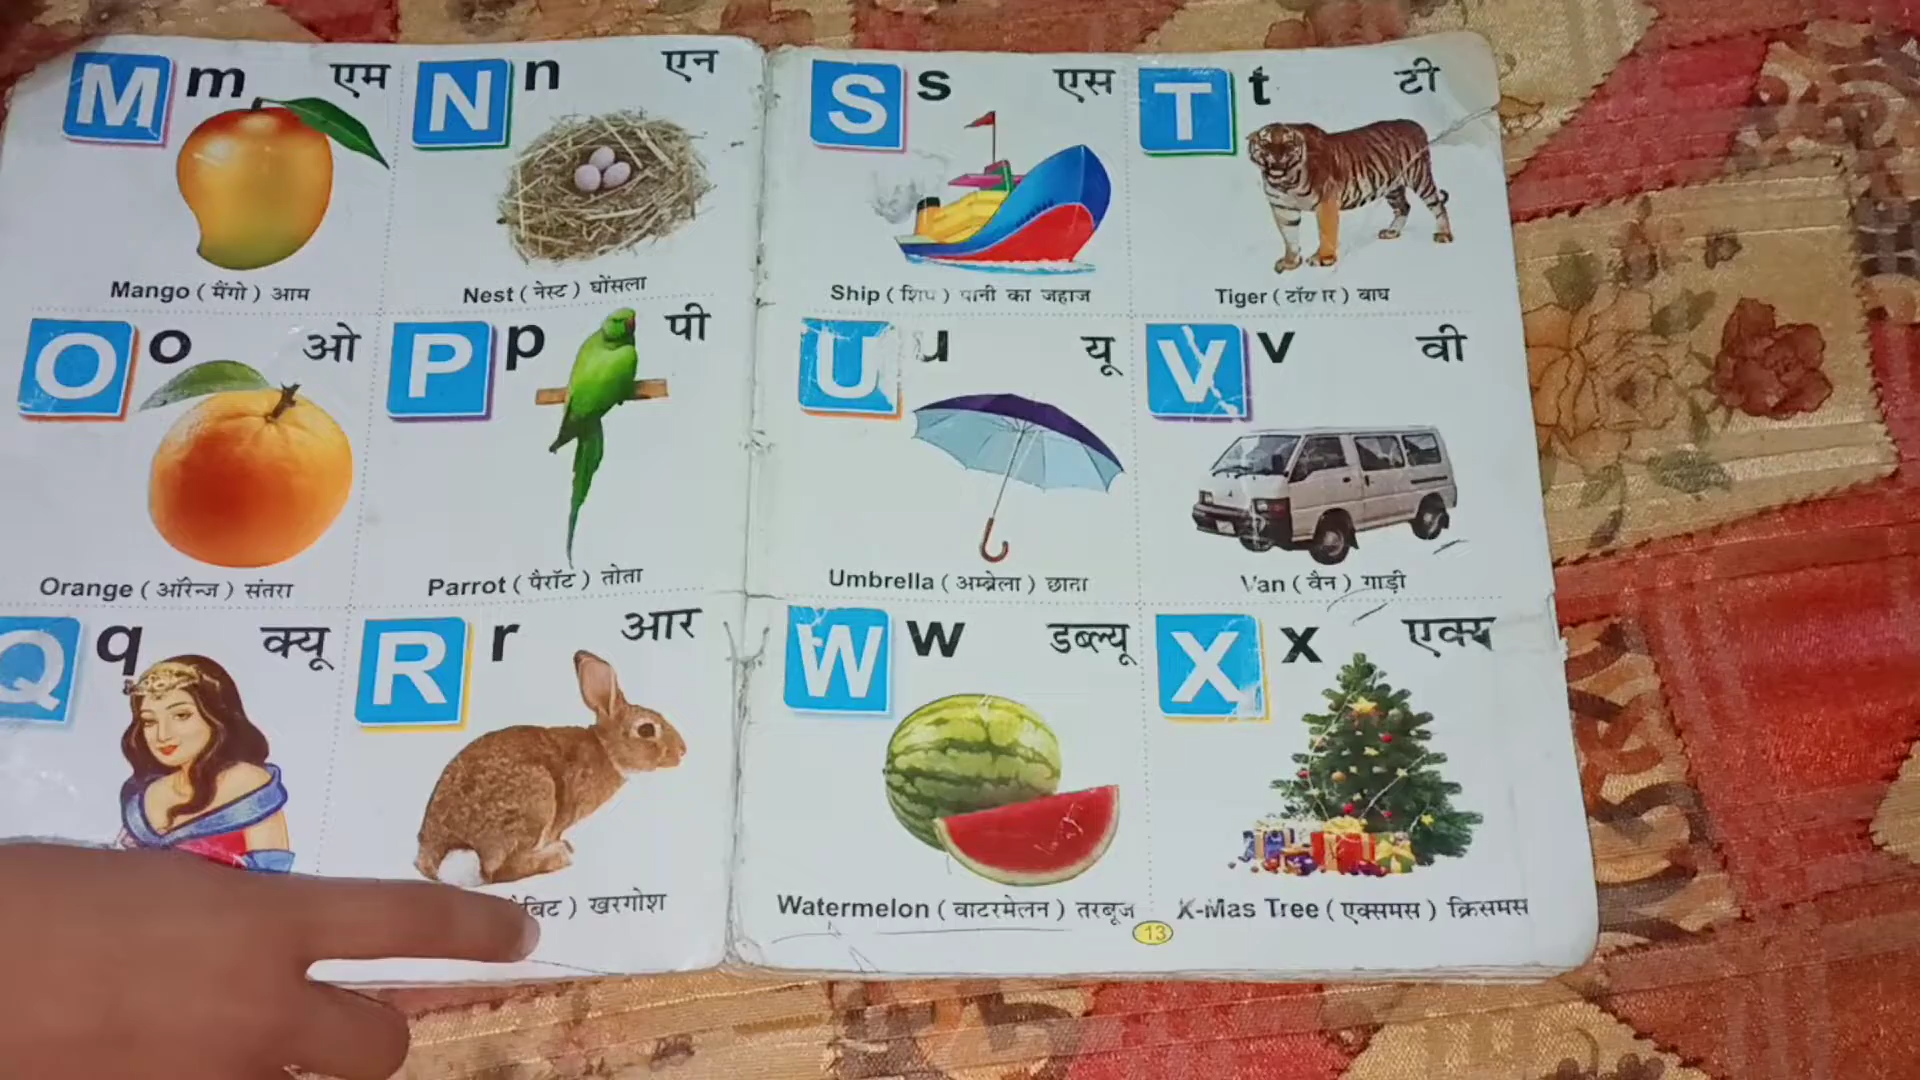 M m एम
Mango ( मैंगो ) आम
N n एन
Nest ( नेस्ट ) घोंसला
O o ओ
Orange ( ऑरेन्ज ) संतरा
P p पी
Parrot ( पैरॉट ) तोता
Q q क्यू
R r आर
) खरगोश
S s एस
Ship ( शिप ) पानी का जहाज
T t टी
Tiger ( टॉयगर ) बाघ
U u यू
Umbrella ( अम्ब्रेला ) छाता
V v वी
Van ( वैन ) गाड़ी
W w डब्ल्यू
Watermelon ( वाटरमेलन ) तरबूज
X x एक्स
X-Mas Tree ( एक्समस ) क्रिसमस
13